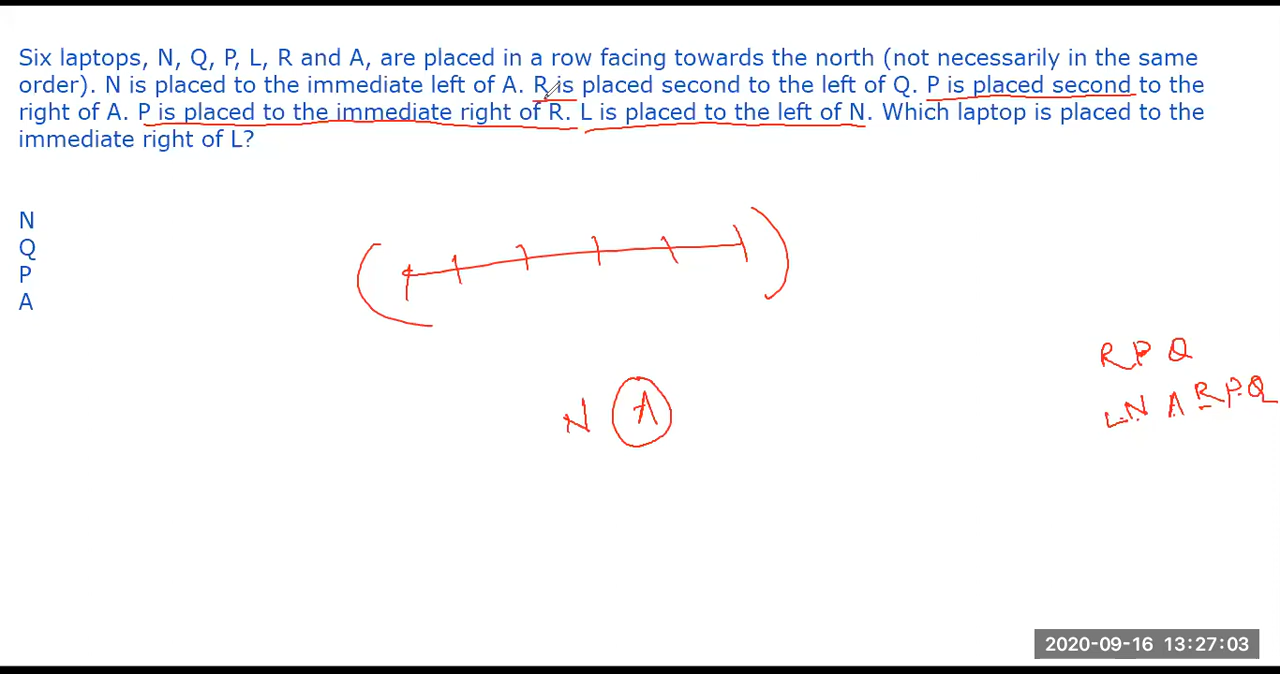 Six laptops, N, Q, P, L, R and A, are placed in a row facing towards the north (not necessarily in the same
order). N is placed to the immediate left of A. R is placed second to the left of Q. P is placed second to the
right of A. P is placed to the immediate right of R. L is placed to the left of N. Which laptop is placed to the
immediate right of L?
N
Q
P
A
R P Q
L N A R P Q
N A
2020-09-16 13:27:03